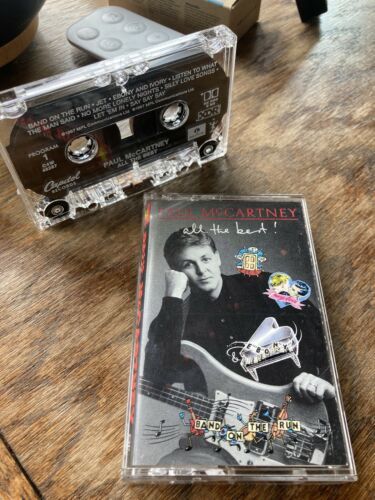 BAND ON THE RUN • JET • EBONY AND IVORY • LISTEN TO WHAT
THE MAN SAID • NO MORE LONELY NIGHTS • SILLY LOVE SONGS •
LET 'EM IN • SAY SAY SAY
PROGRAM
1
PAUL McCARTNEY
ALL THE BEST
Capitol
RECORDS
PAUL McCARTNEY
all the best!
EBONY
BAND ON THE RUN